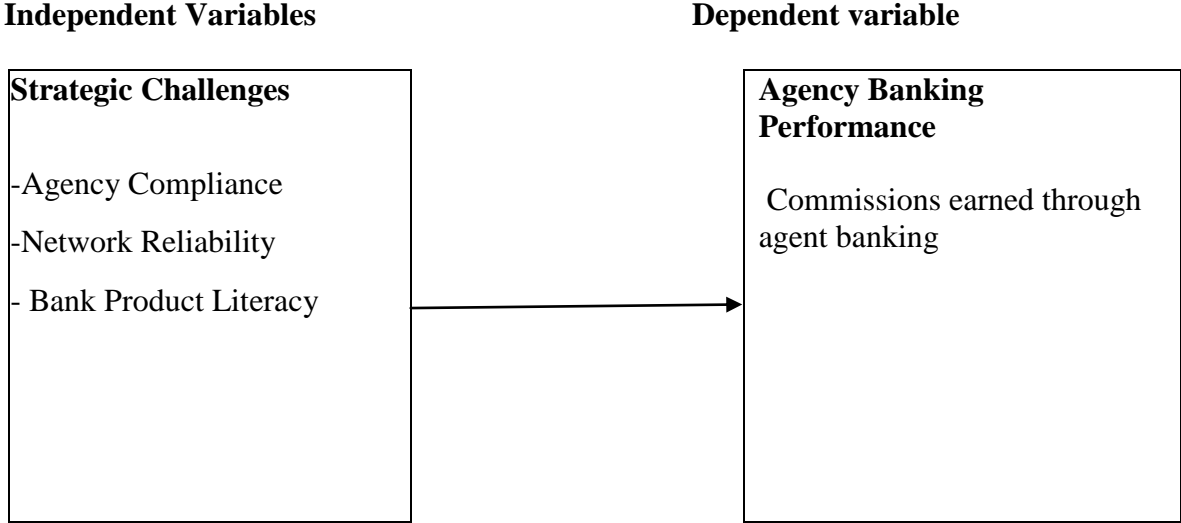 Independent Variables
Dependent variable
Strategic Challenges
-Agency Compliance
-Network Reliability
- Bank Product Literacy
Agency Banking
Performance
Commissions earned through
agent banking